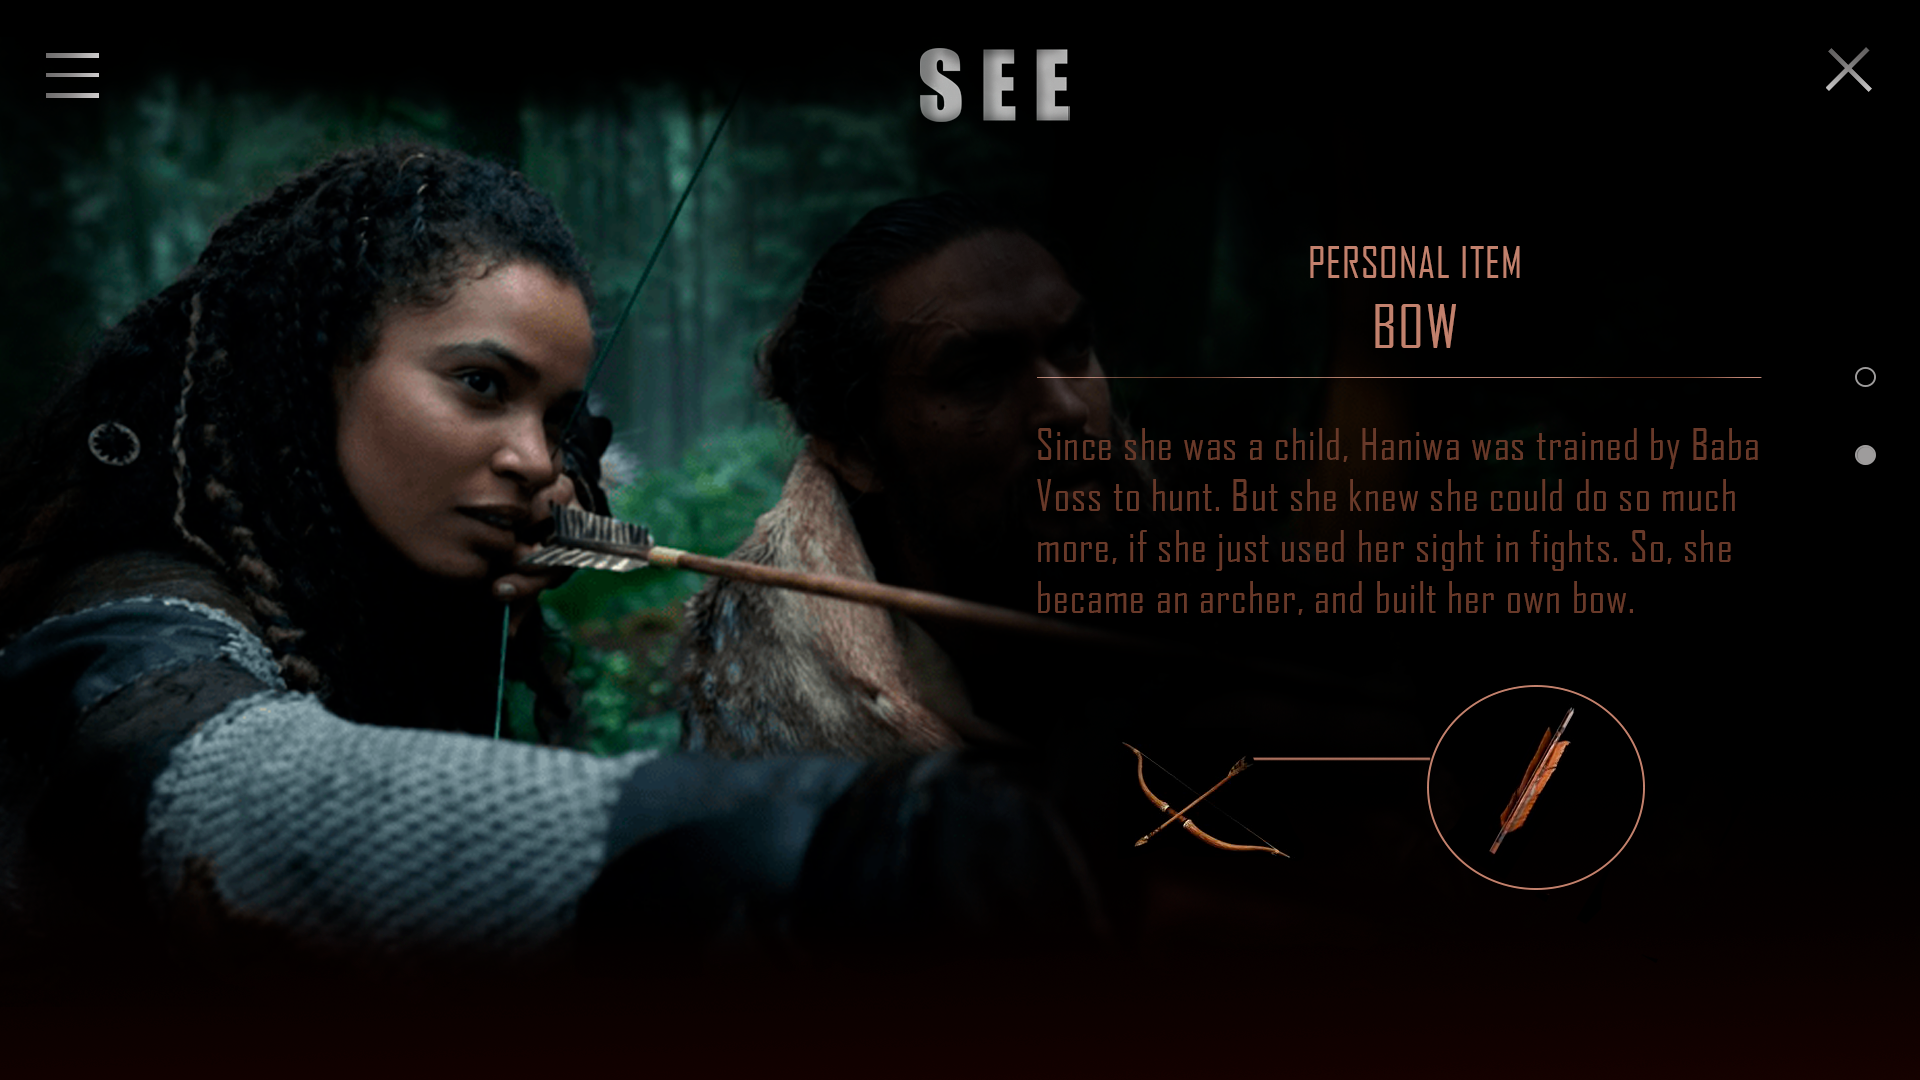 SEE
PERSONAL ITEM
BOW
Since she was a child, Haniwa was trained by Baba
Voss to hunt. But she knew she could do so much
more, if she just used her sight in fights. So, she
became an archer, and built her own bow.